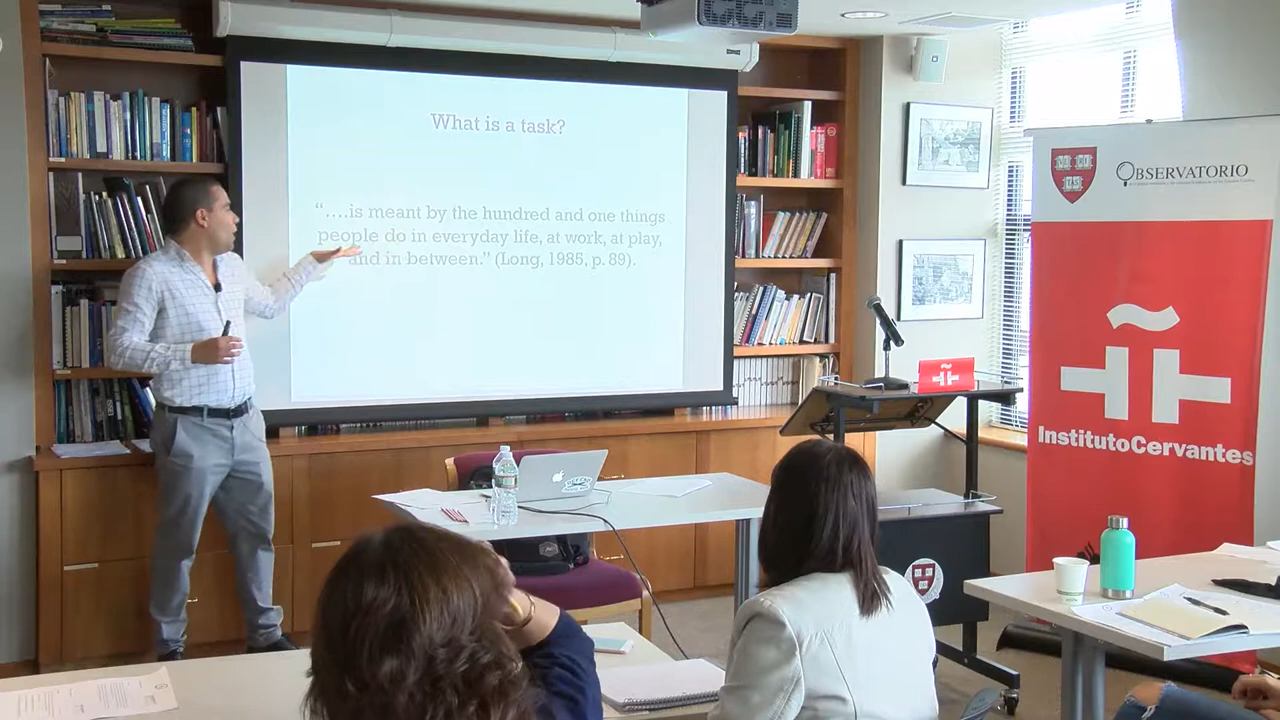 What is a task?
“….is meant by the hundred and one things
people do in everyday life, at work, at play,
and in between.” (Long, 1985, p. 89).
OBSERVATORIO
InstitutoCervantes